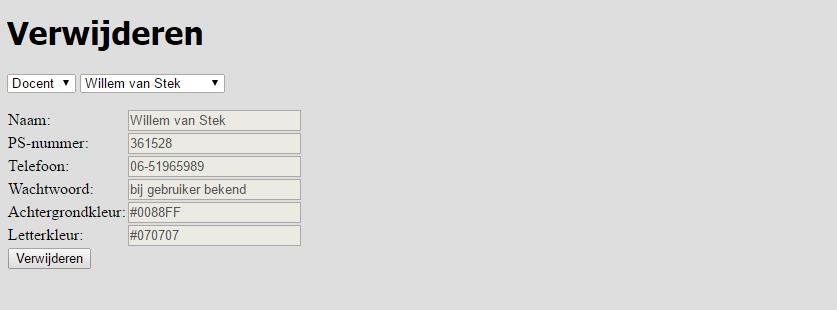 Verwijderen
Docent Willem van Stek
Naam: Willem van Stek
PS-nummer: 361528
Telefoon: 06-51965989
Wachtwoord: bij gebruiker bekend
Achtergrondkleur: #0088FF
Letterkleur: #070707
Verwijderen